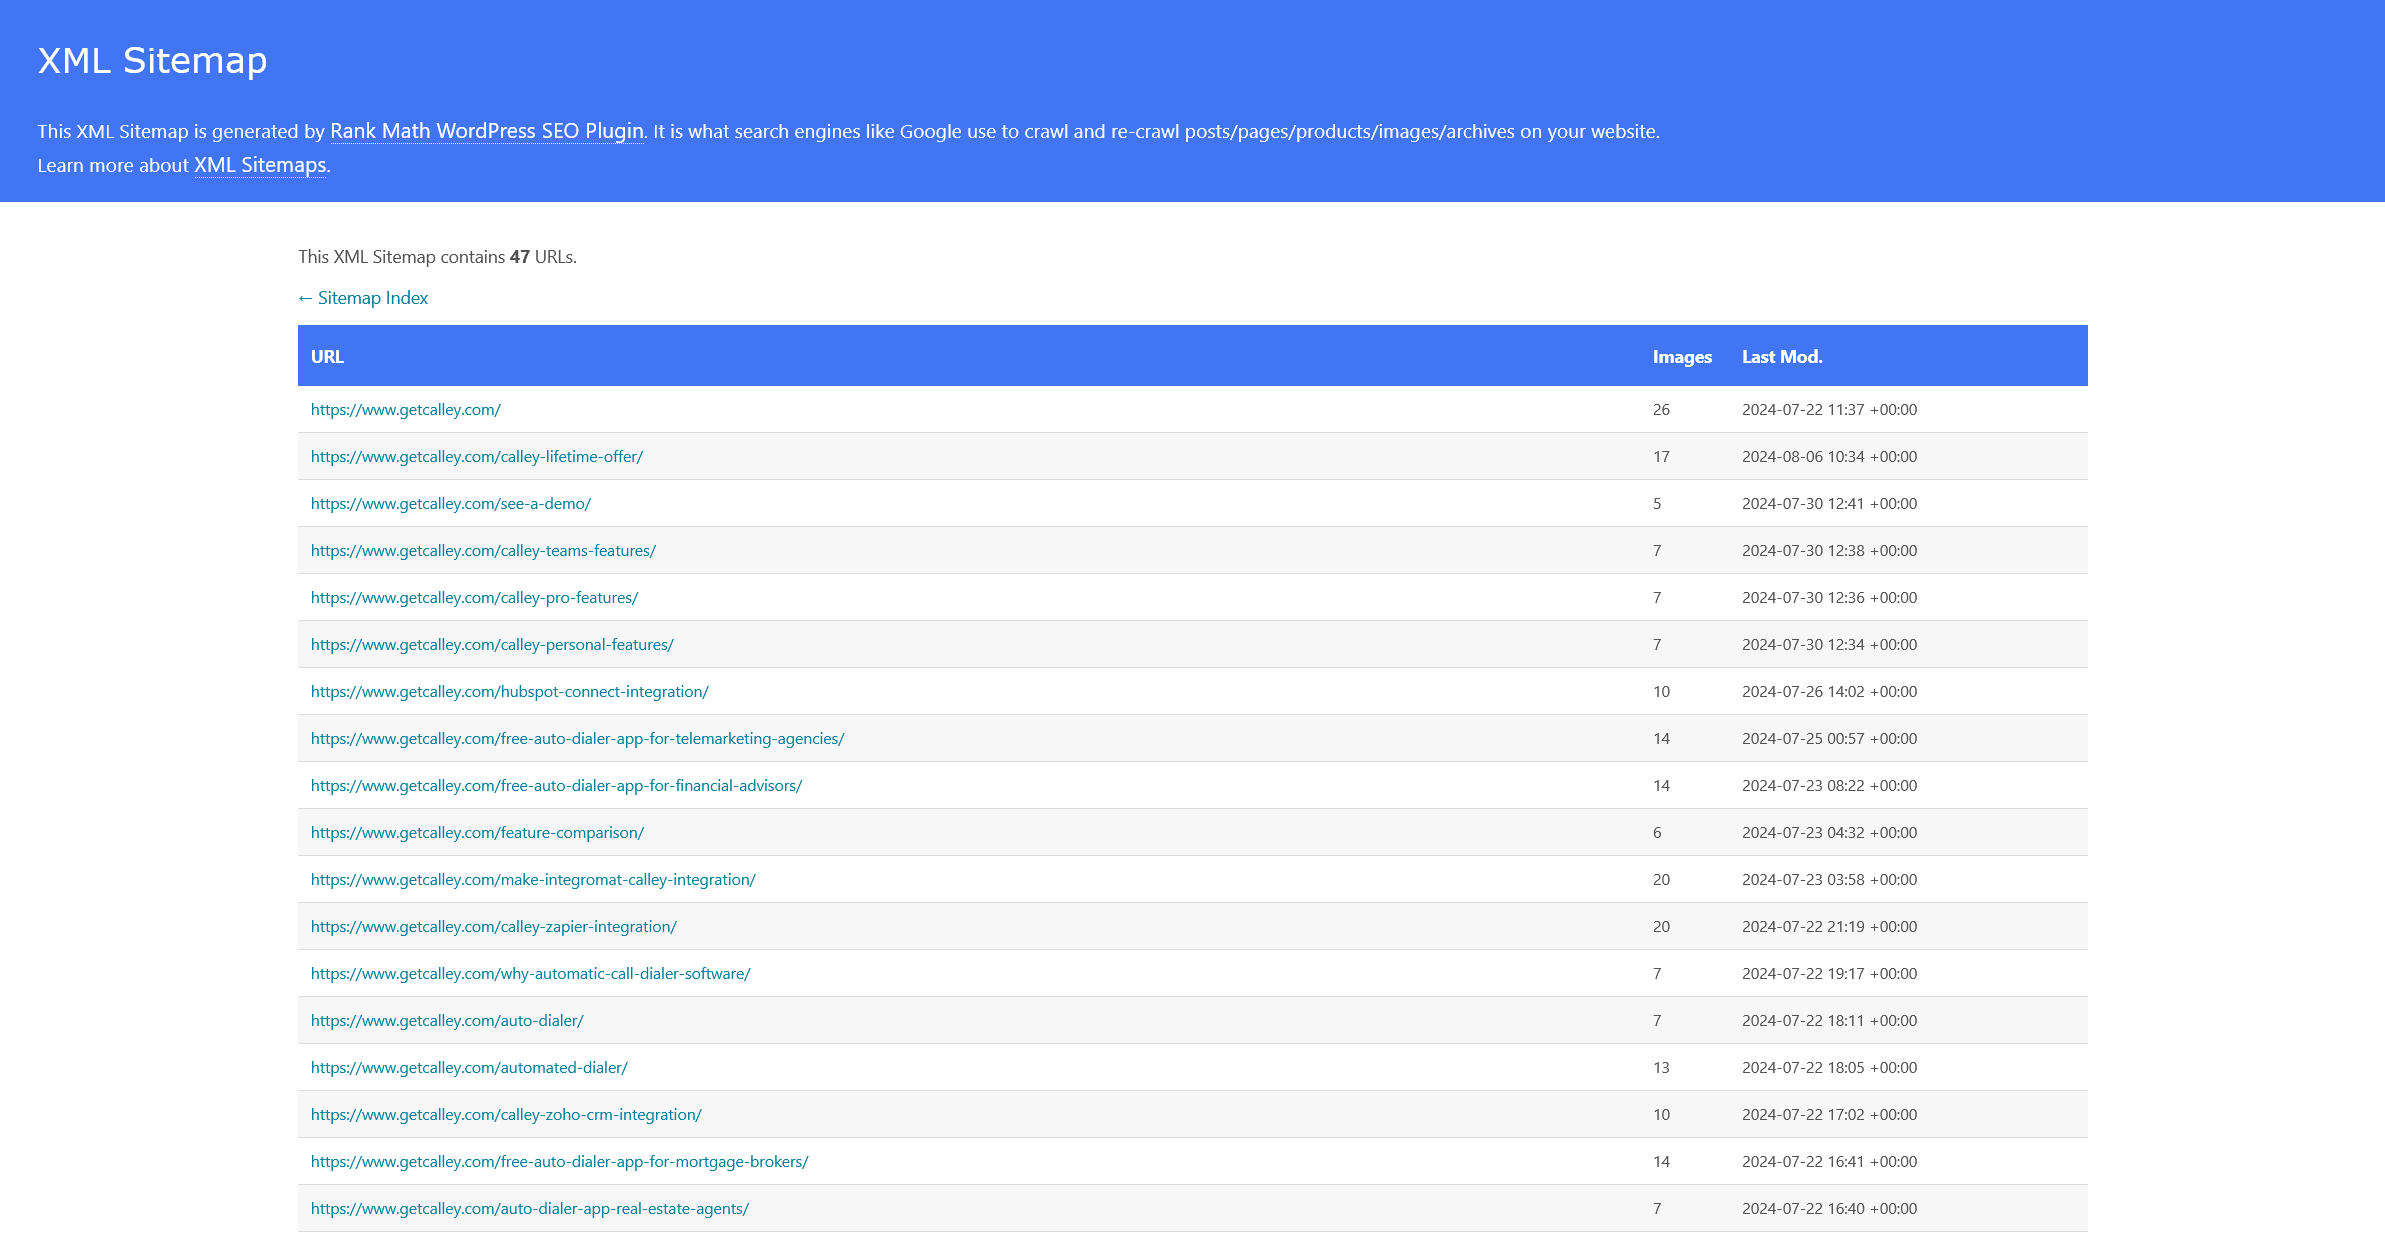 XML Sitemap
This XML Sitemap is generated by Rank Math WordPress SEO Plugin. It is what search engines like Google use to crawl and re-crawl posts/pages/products/images/archives on your website.
Learn more about XML Sitemaps.
This XML Sitemap contains 47 URLs.
← Sitemap Index
URL Images Last Mod.
https://www.getcalley.com/ 26 2024-07-22 11:37 +00:00
https://www.getcalley.com/calley-lifetime-offer/ 17 2024-08-06 10:34 +00:00
https://www.getcalley.com/see-a-demo/ 5 2024-07-30 12:41 +00:00
https://www.getcalley.com/calley-teams-features/ 7 2024-07-30 12:38 +00:00
https://www.getcalley.com/calley-pro-features/ 7 2024-07-30 12:36 +00:00
https://www.getcalley.com/calley-personal-features/ 7 2024-07-30 12:34 +00:00
https://www.getcalley.com/hubspot-connect-integration/ 10 2024-07-26 14:02 +00:00
https://www.getcalley.com/free-auto-dialer-app-for-telemarketing-agencies/ 14 2024-07-25 00:57 +00:00
https://www.getcalley.com/free-auto-dialer-app-for-financial-advisors/ 14 2024-07-23 08:22 +00:00
https://www.getcalley.com/feature-comparison/ 6 2024-07-23 04:32 +00:00
https://www.getcalley.com/make-integromat-calley-integration/ 20 2024-07-23 03:58 +00:00
https://www.getcalley.com/calley-zapier-integration/ 20 2024-07-22 21:19 +00:00
https://www.getcalley.com/why-automatic-call-dialer-software/ 7 2024-07-22 19:17 +00:00
https://www.getcalley.com/auto-dialer/ 7 2024-07-22 18:11 +00:00
https://www.getcalley.com/automated-dialer/ 13 2024-07-22 18:05 +00:00
https://www.getcalley.com/calley-zoho-crm-integration/ 10 2024-07-22 17:02 +00:00
https://www.getcalley.com/free-auto-dialer-app-for-mortgage-brokers/ 14 2024-07-22 16:41 +00:00
https://www.getcalley.com/auto-dialer-app-real-estate-agents/ 7 2024-07-22 16:40 +00:00